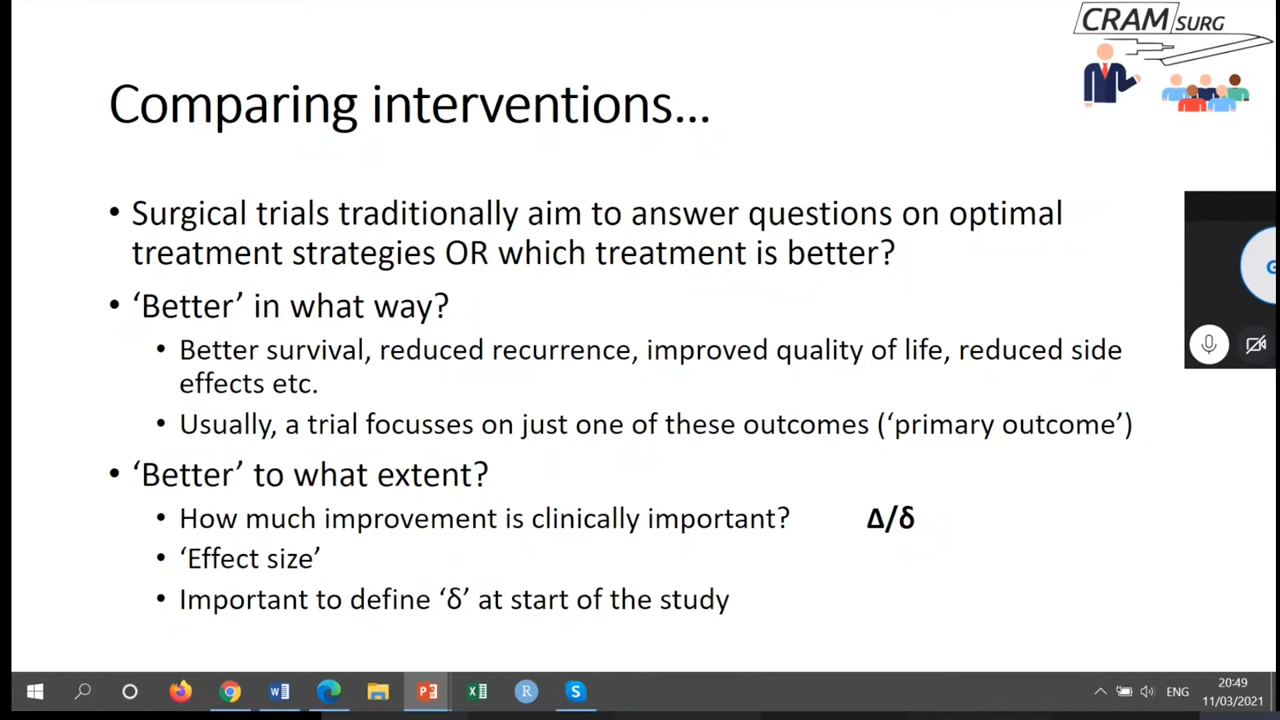 CRAM SURG
Comparing interventions...
• Surgical trials traditionally aim to answer questions on optimal
treatment strategies OR which treatment is better?
• ‘Better’ in what way?
• Better survival, reduced recurrence, improved quality of life, reduced side
effects etc.
• Usually, a trial focusses on just one of these outcomes (‘primary outcome’)
• ‘Better’ to what extent?
• How much improvement is clinically important? Δ/δ
• ‘Effect size’
• Important to define ‘δ’ at start of the study
ENG
20:49
11/03/2021